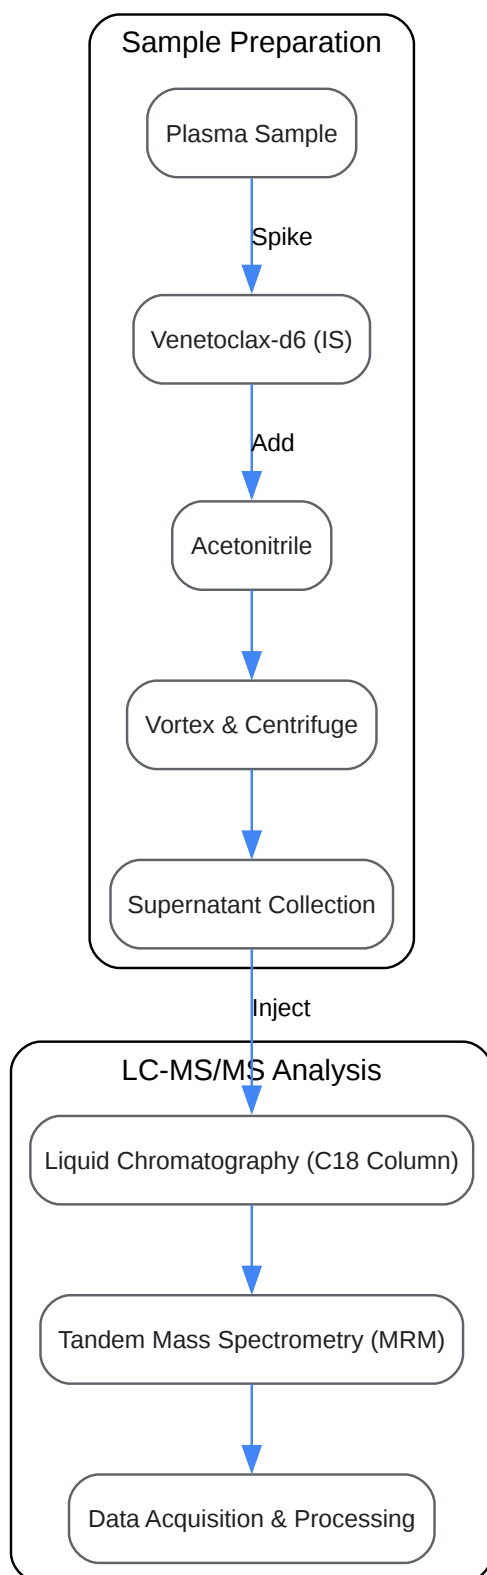 Sample Preparation
Plasma Sample
Spike
Venetoclax-d6 (IS)
Add
Acetonitrile
Vortex & Centrifuge
Supernatant Collection
Inject
LC-MS/MS Analysis
Liquid Chromatography (C18 Column)
Tandem Mass Spectrometry (MRM)
Data Acquisition & Processing